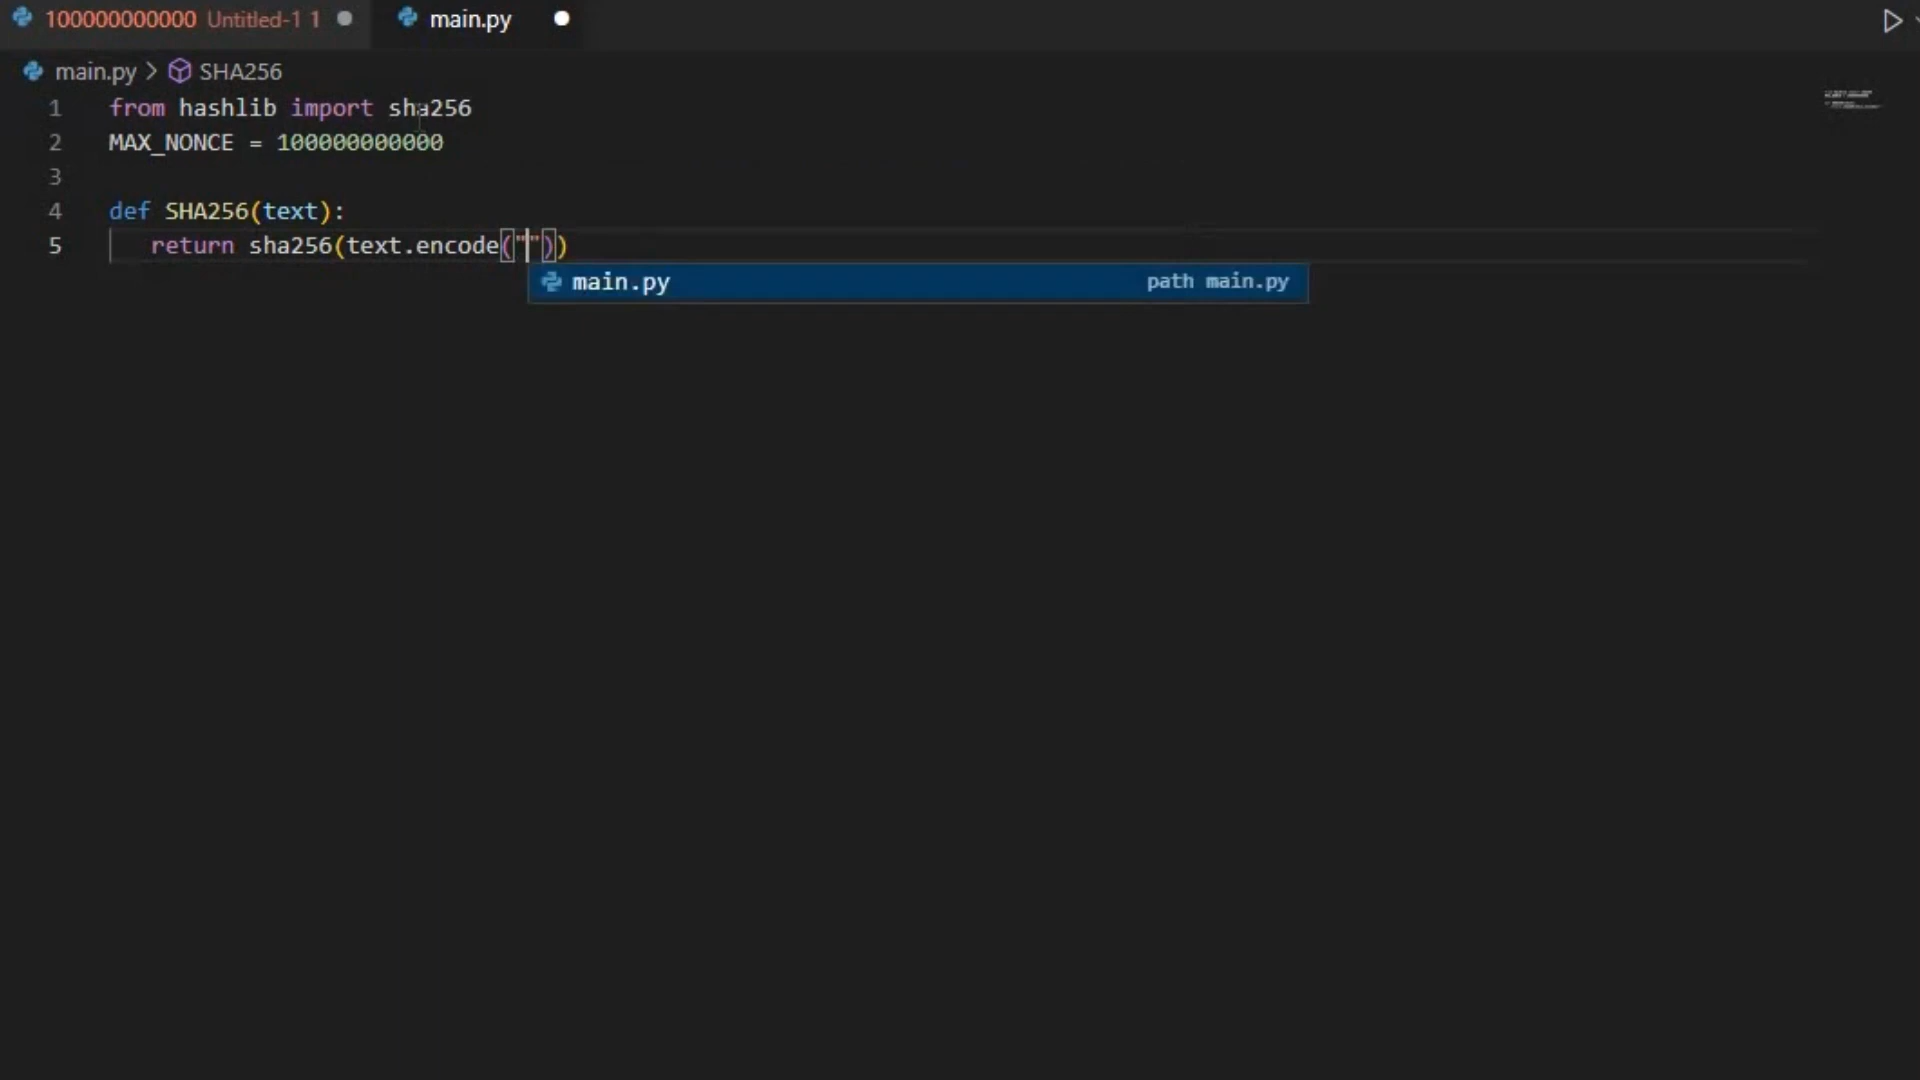 100000000000 Untitled-1 1 main.py
main.py > SHA256
1 from hashlib import sha256
2 MAX_NONCE = 100000000000
3
4 def SHA256(text):
5 return sha256(text.encode(""))
main.py path main.py